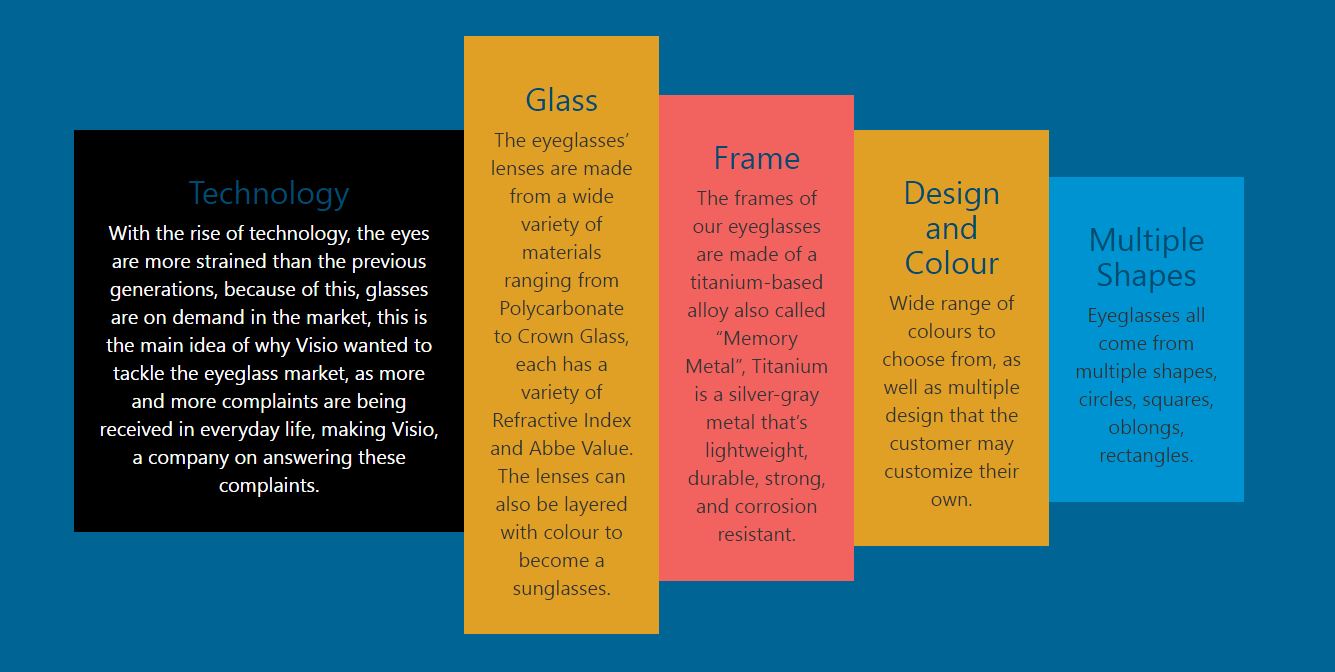 Technology
With the rise of technology, the eyes
are more strained than the previous
generations, because of this, glasses
are on demand in the market, this is
the main idea of why Visio wanted to
tackle the eyeglass market, as more
and more complaints are being
received in everyday life, making Visio,
a company on answering these
complaints.
Glass
The eyeglasses’
lenses are made
from a wide
variety of
materials
ranging from
Polycarbonate
to Crown Glass,
each has a
variety of
Refractive Index
and Abbe Value.
The lenses can
also be layered
with colour to
become a
sunglasses.
Frame
The frames of
our eyeglasses
are made of a
titanium-based
alloy also called
“Memory
Metal”, Titanium
is a silver-gray
metal that’s
lightweight,
durable, strong,
and corrosion
resistant.
Design
and
Colour
Wide range of
colours to
choose from, as
well as multiple
design that the
customer may
customize their
own.
Multiple
Shapes
Eyeglasses all
come from
multiple shapes,
circles, squares,
oblongs,
rectangles.